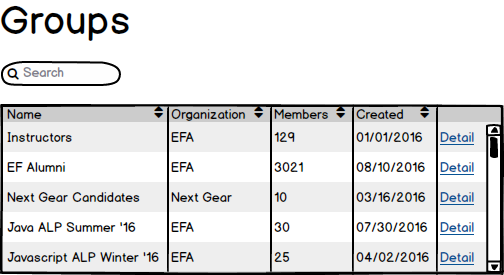 Groups
Search
Name Organization Members Created
Instructors EFA 129 01/01/2016 Detail
EF Alumni EFA 3021 08/10/2016 Detail
Next Gear Candidates Next Gear 10 03/16/2016 Detail
Java ALP Summer '16 EFA 30 07/30/2016 Detail
Javascript ALP Winter '16 EFA 25 04/02/2016 Detail